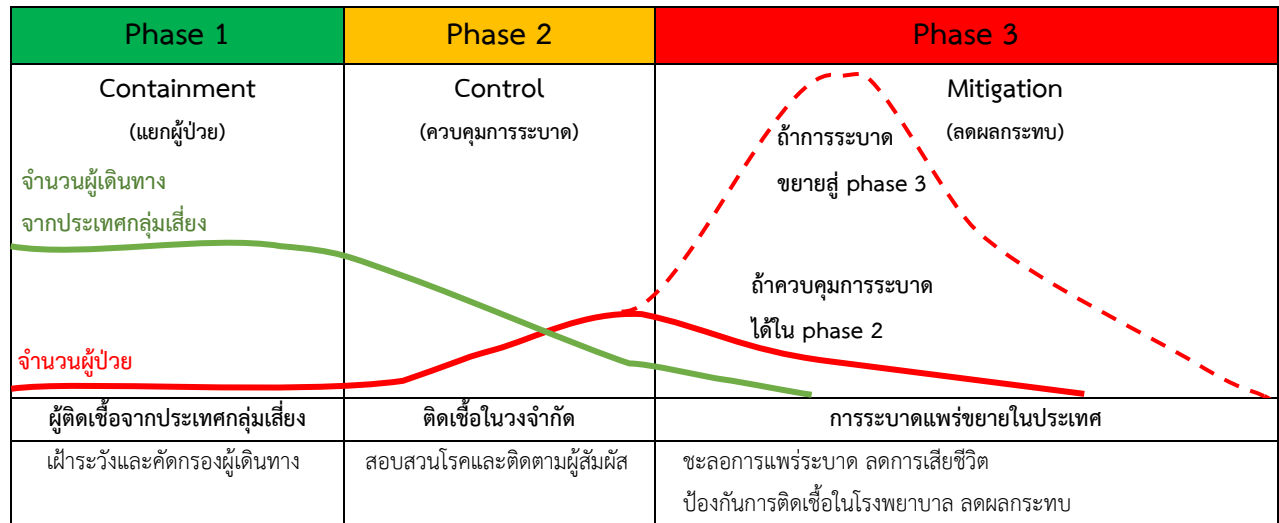 Phase 1
Phase 2
Phase 3
Containment
(แยกผู้ป่วย)
Control
(ควบคุมการระบาด)
Mitigation
(ลดผลกระทบ)
ถ้าการระบาด
ขยายสู่ phase 3
จำนวนผู้เดินทาง
จากประเทศกลุ่มเสี่ยง
ถ้าควบคุมการระบาด
ได้ใน phase 2
จำนวนผู้ป่วย
ผู้ติดเชื้อจากประเทศกลุ่มเสี่ยง
ติดเชื้อในวงจำกัด
การระบาดแพร่ขยายในประเทศ
เฝ้าระวังและคัดกรองผู้เดินทาง
สอบสวนโรคและติดตามผู้สัมผัส
ชะลอการแพร่ระบาด ลดการเสียชีวิต
ป้องกันการติดเชื้อในโรงพยาบาล ลดผลกระทบ